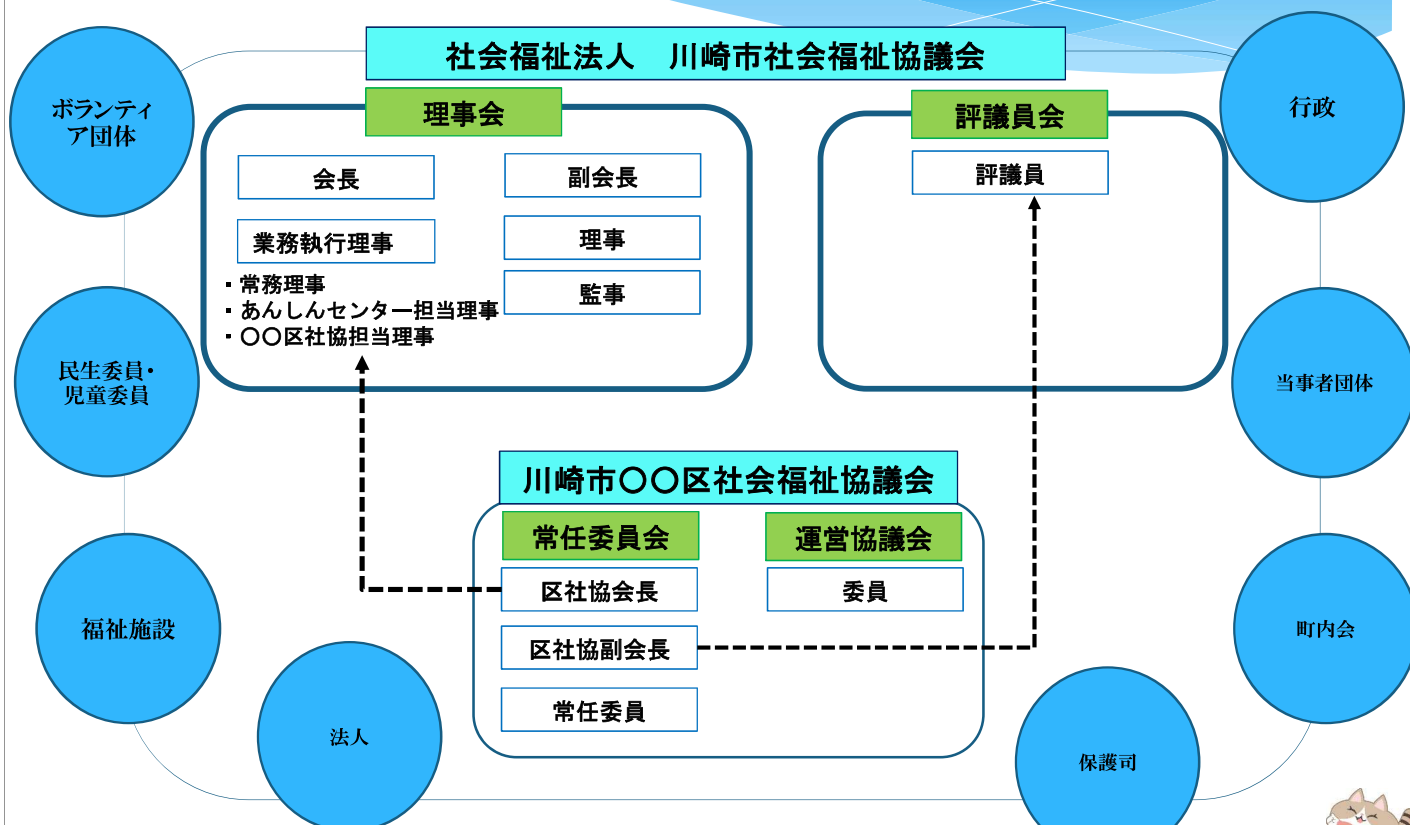 社会福祉法人　川崎市社会福祉協議会
ボランティ
ア団体
行政
理事会
評議員会
会長
副会長
評議員
業務執行理事
理事
・常務理事
・あんしんセンター担当理事
・〇〇区社協担当理事
監事
民生委員・
児童委員
当事者団体
川崎市〇〇区社会福祉協議会
常任委員会
運営協議会
区社協会長
委員
区社協副会長
常任委員
福祉施設
町内会
法人
保護司